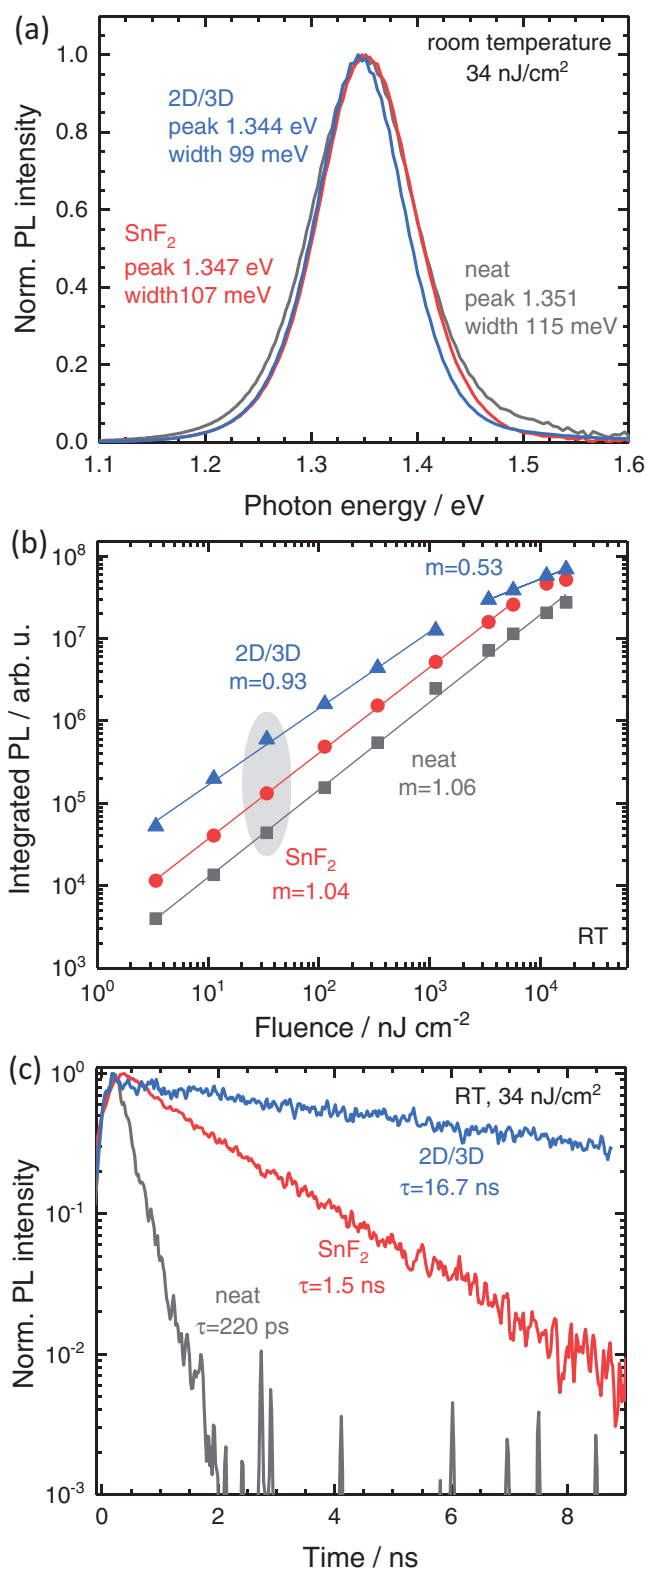 (a)
room temperature
34 nJ/cm²
2D/3D
peak 1.344 eV
width 99 meV
SnF₂
peak 1.347 eV
width107 meV
neat
peak 1.351
width 115 meV
1.0
0.8
0.6
0.4
0.2
0.0
Norm. PL intensity
1.1 1.2 1.3 1.4 1.5 1.6
Photon energy / eV
(b)
m=0.53
2D/3D
m=0.93
neat
m=1.06
SnF₂
m=1.04
RT
10⁸
10⁷
10⁶
10⁵
10⁴
10³
Integrated PL / arb. u.
10⁰ 10¹ 10² 10³ 10⁴
Fluence / nJ cm⁻²
(c)
RT, 34 nJ/cm²
2D/3D
τ=16.7 ns
SnF₂
τ=1.5 ns
neat
τ=220 ps
10⁰
10⁻¹
10⁻²
10⁻³
Norm. PL intensity
0 2 4 6 8
Time / ns